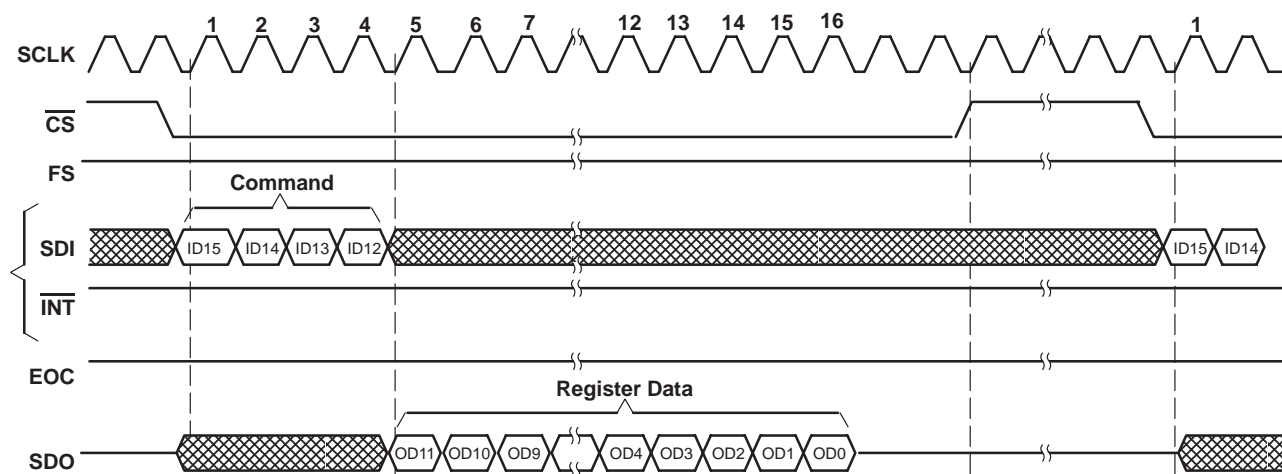 1 2 3 4 5 6 7 12 13 14 15 16 1
SCLK
CS
FS
Command
SDI ID15 ID14 ID13 ID12 ID15 ID14
INT
EOC
Register Data
SDO OD11 OD10 OD9 OD4 OD3 OD2 OD1 OD0